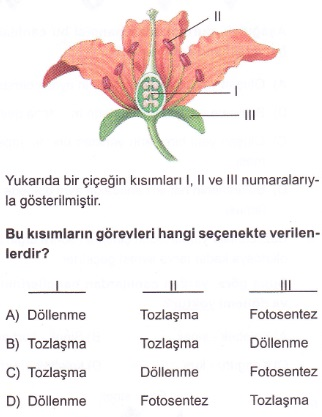 II
I
III
Yukarıda bir çiçeğin kısımları I, II ve III numaralarıy-
la gösterilmiştir.
Bu kısımların görevleri hangi seçenekte verilen-
lerdir?
I II III
A) Döllenme Tozlaşma Fotosentez
B) Tozlaşma Tozlaşma Döllenme
C) Tozlaşma Döllenme Fotosentez
D) Döllenme Fotosentez Tozlaşma